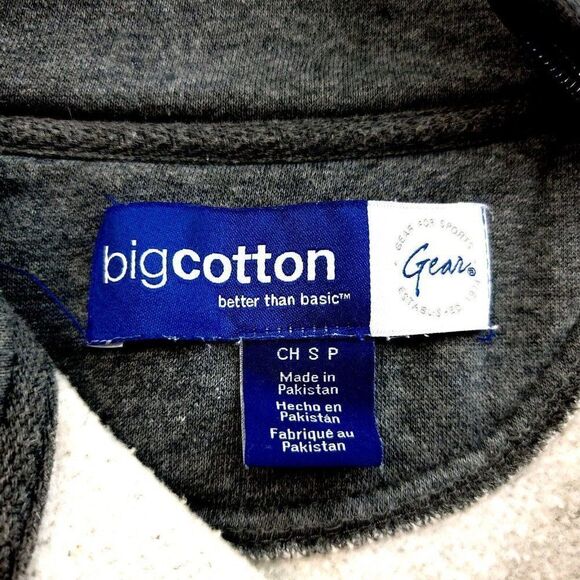 bigcotton
better than basic™
GEAR FOR SPORTS
Gear®
CH S P
Made in
Pakistan
Hecho en
Pakistan
Fabriqué au
Pakistan